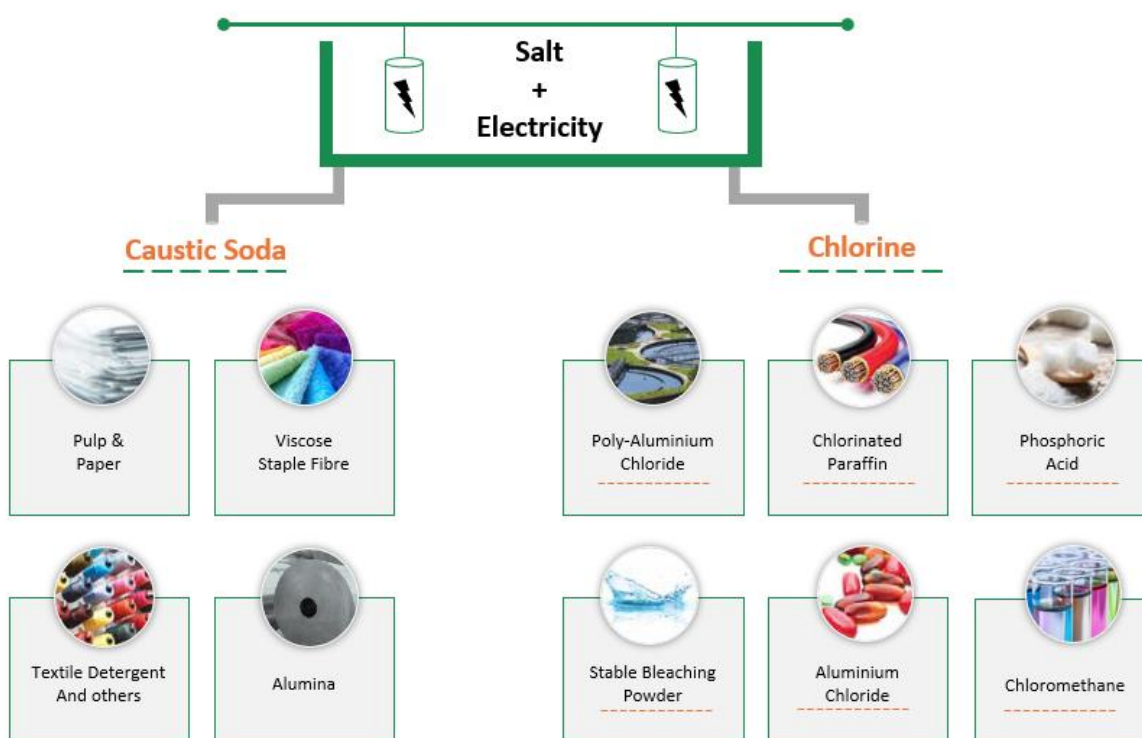 Salt
+
Electricity
Caustic Soda
Chlorine
Pulp &
Paper
Viscose
Staple Fibre
Poly-Aluminium
Chloride
Chlorinated
Paraffin
Phosphoric
Acid
Textile Detergent
And others
Alumina
Stable Bleaching
Powder
Aluminium
Chloride
Chloromethane